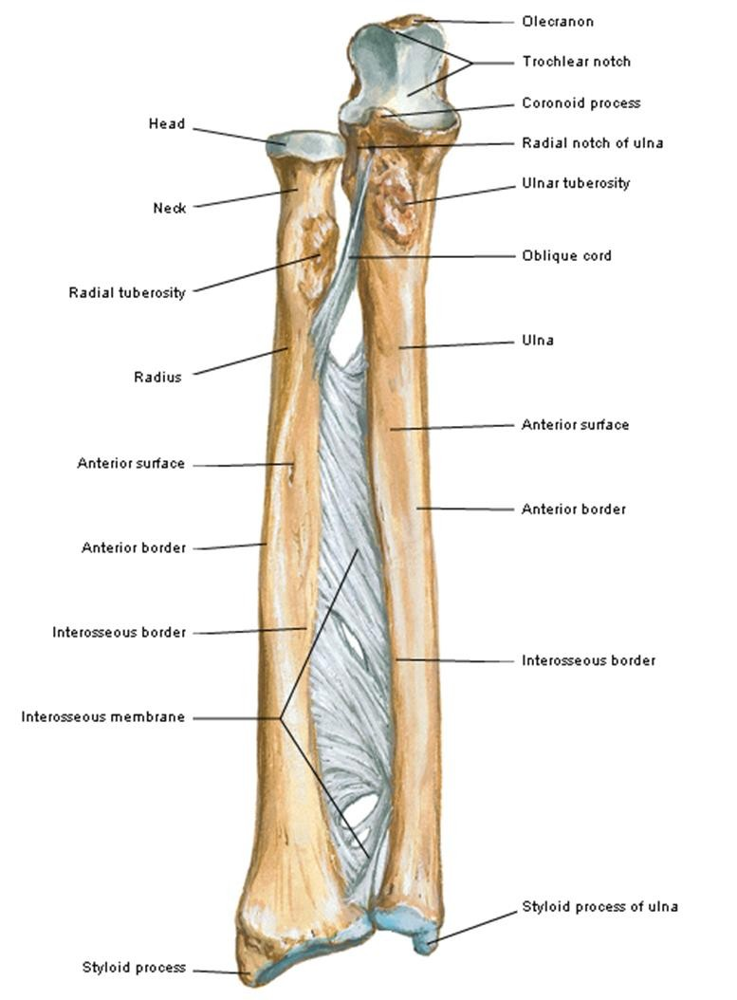 Olecranon
Trochlear notch
Coronoid process
Head
Radial notch of ulna
Ulnar tuberosity
Neck
Oblique cord
Radial tuberosity
Ulna
Radius
Anterior surface
Anterior surface
Anterior border
Anterior border
Interosseous border
Interosseous border
Interosseous membrane
Styloid process of ulna
Styloid process